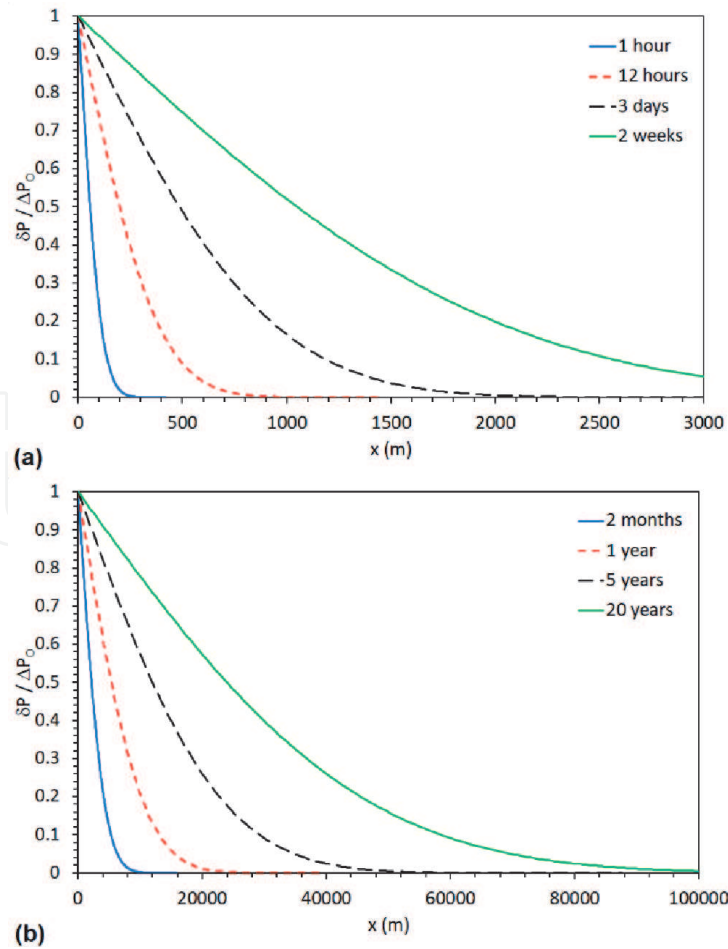 1
0.9
0.8
0.7
0.6
0.5
0.4
0.3
0.2
0.1
0
δP / ΔP₀
1 hour
12 hours
3 days
2 weeks
0 500 1000 1500 2000 2500 3000
x (m)
(a)
1
0.9
0.8
0.7
0.6
0.5
0.4
0.3
0.2
0.1
0
δP / ΔP₀
2 months
1 year
5 years
20 years
0 20000 40000 60000 80000 100000
x (m)
(b)